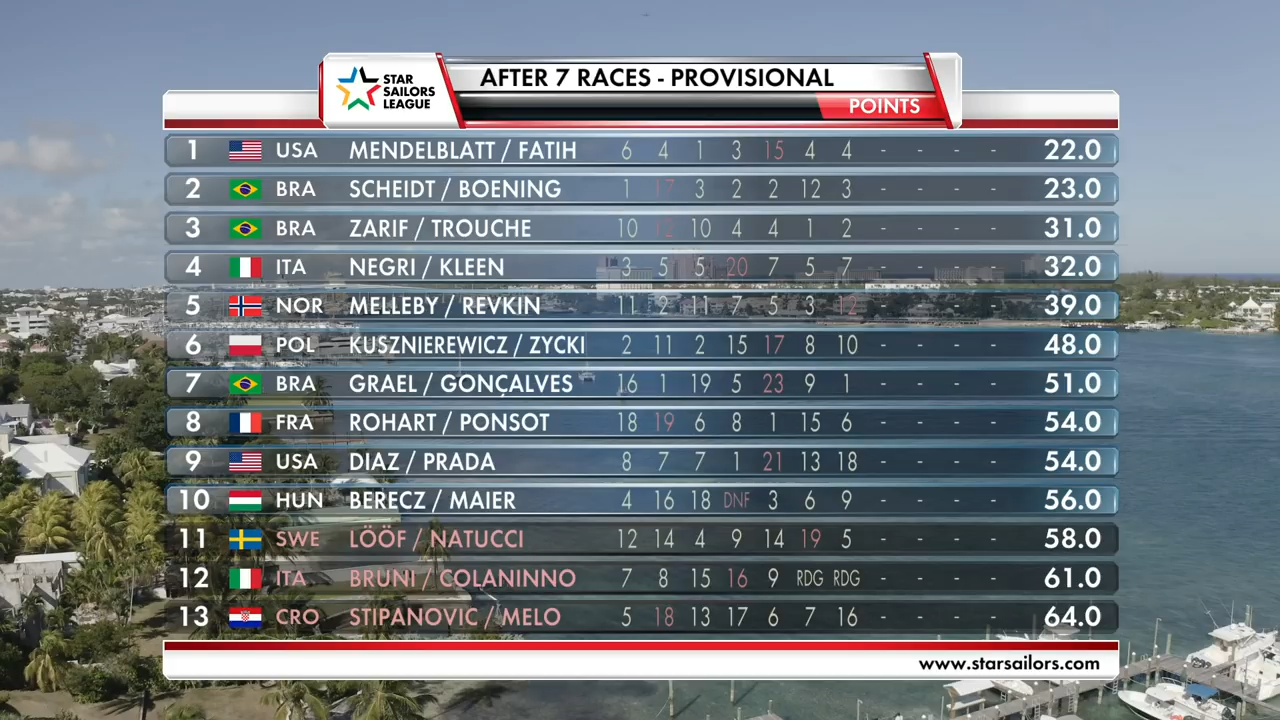 STAR SAILORS LEAGUE
AFTER 7 RACES - PROVISIONAL
POINTS
1 USA MENDELBLATT / FATIH 6 4 1 3 15 4 4 - - - - 22.0
2 BRA SCHEIDT / BOENING 1 17 3 2 2 12 3 - - - - 23.0
3 BRA ZARIF / TROUCHE 10 12 10 4 4 1 2 - - - - 31.0
4 ITA NEGRI / KLEEN 3 5 5 20 7 5 7 - - - - 32.0
5 NOR MELLEBY / REVKIN 11 2 11 7 5 3 12 - - - - 39.0
6 POL KUSZNIEREWICZ / ZYCKI 2 11 2 15 17 8 10 - - - - 48.0
7 BRA GRAEL / GONÇALVES 16 1 19 5 23 9 1 - - - - 51.0
8 FRA ROHART / PONSOT 18 19 6 8 1 15 6 - - - - 54.0
9 USA DIAZ / PRADA 8 7 7 1 21 13 18 - - - - 54.0
10 HUN BERECZ / MAIER 4 16 18 DNF 3 6 9 - - - - 56.0
11 SWE LÖÖF / NATUCCI 12 14 4 9 14 19 5 - - - - 58.0
12 ITA BRUNI / COLANINNO 7 8 15 16 9 RDG RDG - - - - 61.0
13 CRO STIPANOVIC / MELO 5 18 13 17 6 7 16 - - - - 64.0
www.starsailors.com